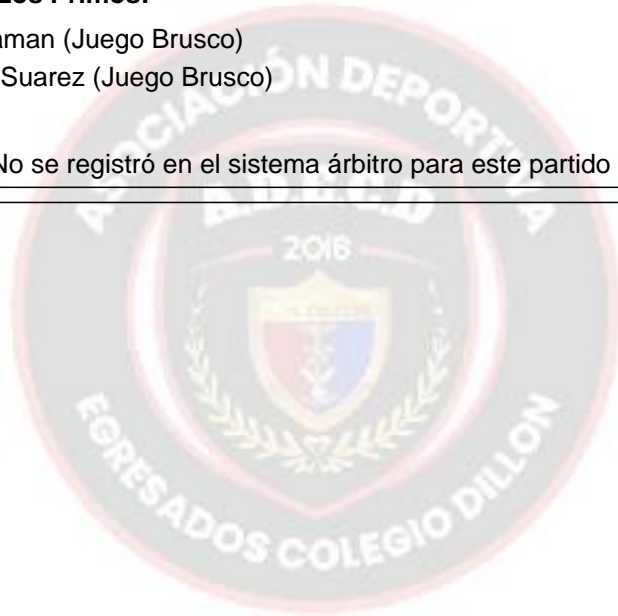 aman (Juego Brusco)
Suarez (Juego Brusco)
No se registró en el sistema árbitro para este partido
ASOCIACIÓN DEPORTIVA
A.D.E.C.D
2018
EGRESADOS COLEGIO DILLON